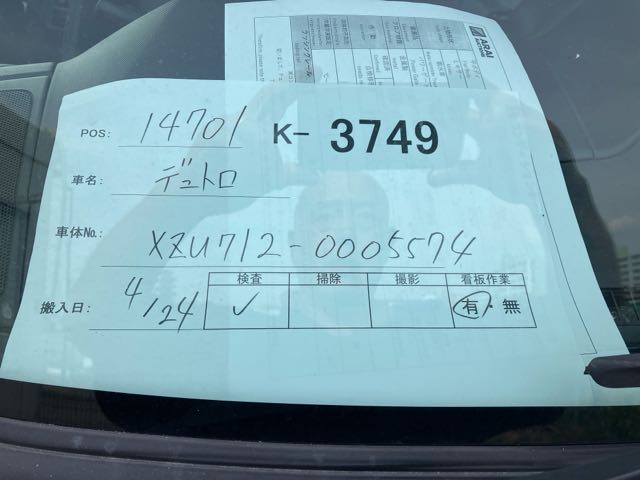 ARAI
POS: 14701 K- 3749
車名: デュトロ
車体No.: XZU712-0005574
検査 掃除 撮影 看板作業
搬入日: 4/24 ✓ 有・無